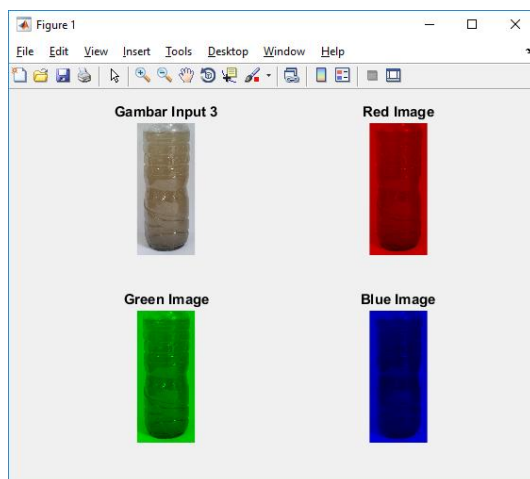 Figure 1
File Edit View Insert Tools Desktop Window Help
Gambar Input 3
Red Image
Green Image
Blue Image